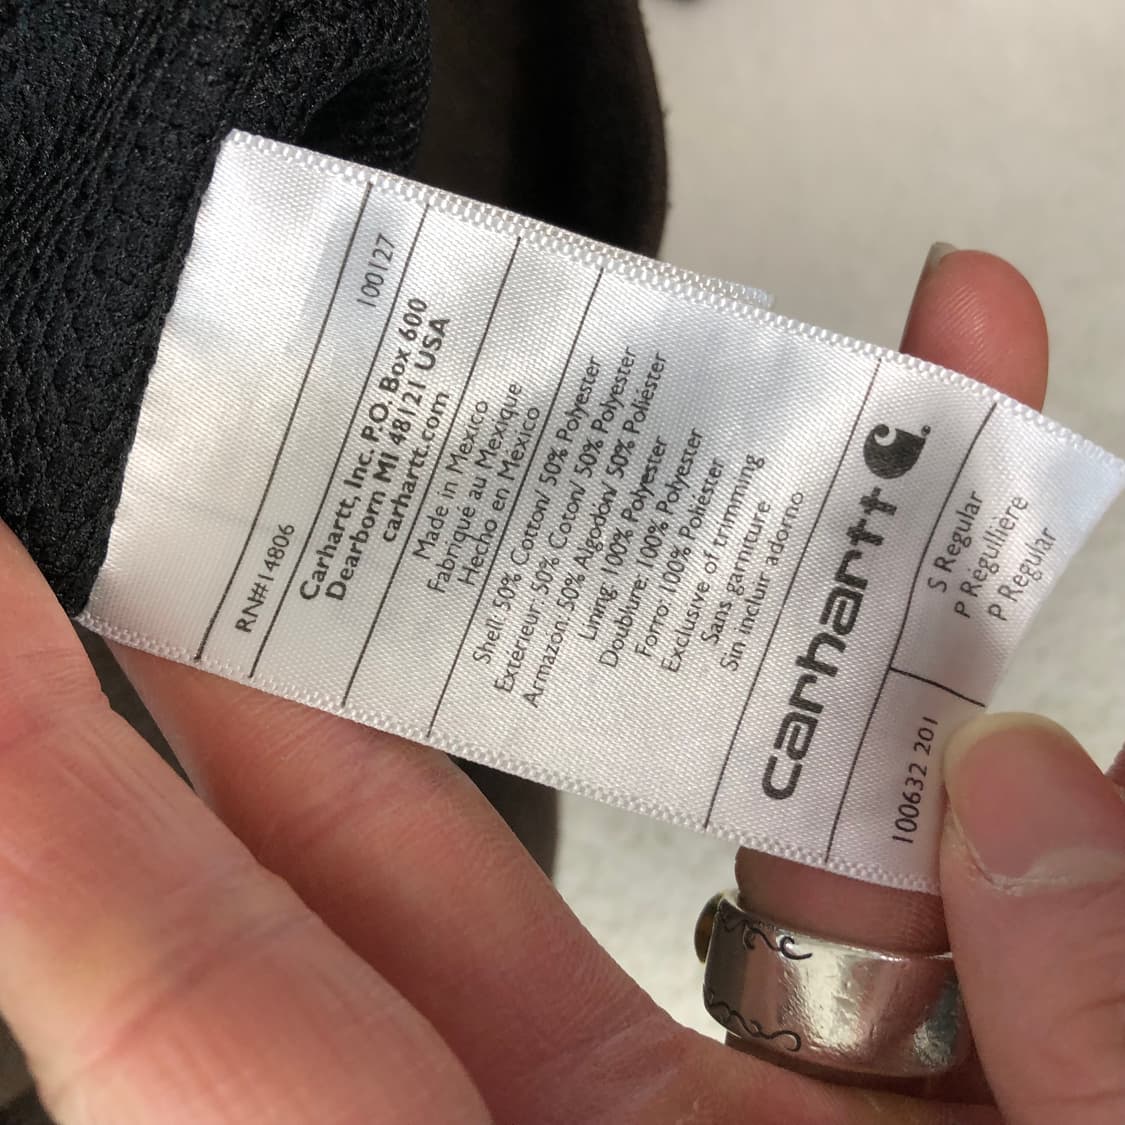 carhartt
S Regular
P Régullière
P Regular
100632 201
Shell: 50% Cotton/ 50% Polyester
Exterieur: 50% Coton/ 50% Polyester
Armazon: 50% Algodon/ 50% Poliéster
Lining: 100% Polyester
Doublure: 100% Polyester
Forro: 100% Poliéster
Exclusive of trimming
Sans garniture
Sin incluir adorno
Made in Mexico
Fabriqué au Mexique
Hecho en México
Carhartt, Inc. P.O. Box 600
Dearborn MI 48121 USA
carhartt.com
RN#14806 100127